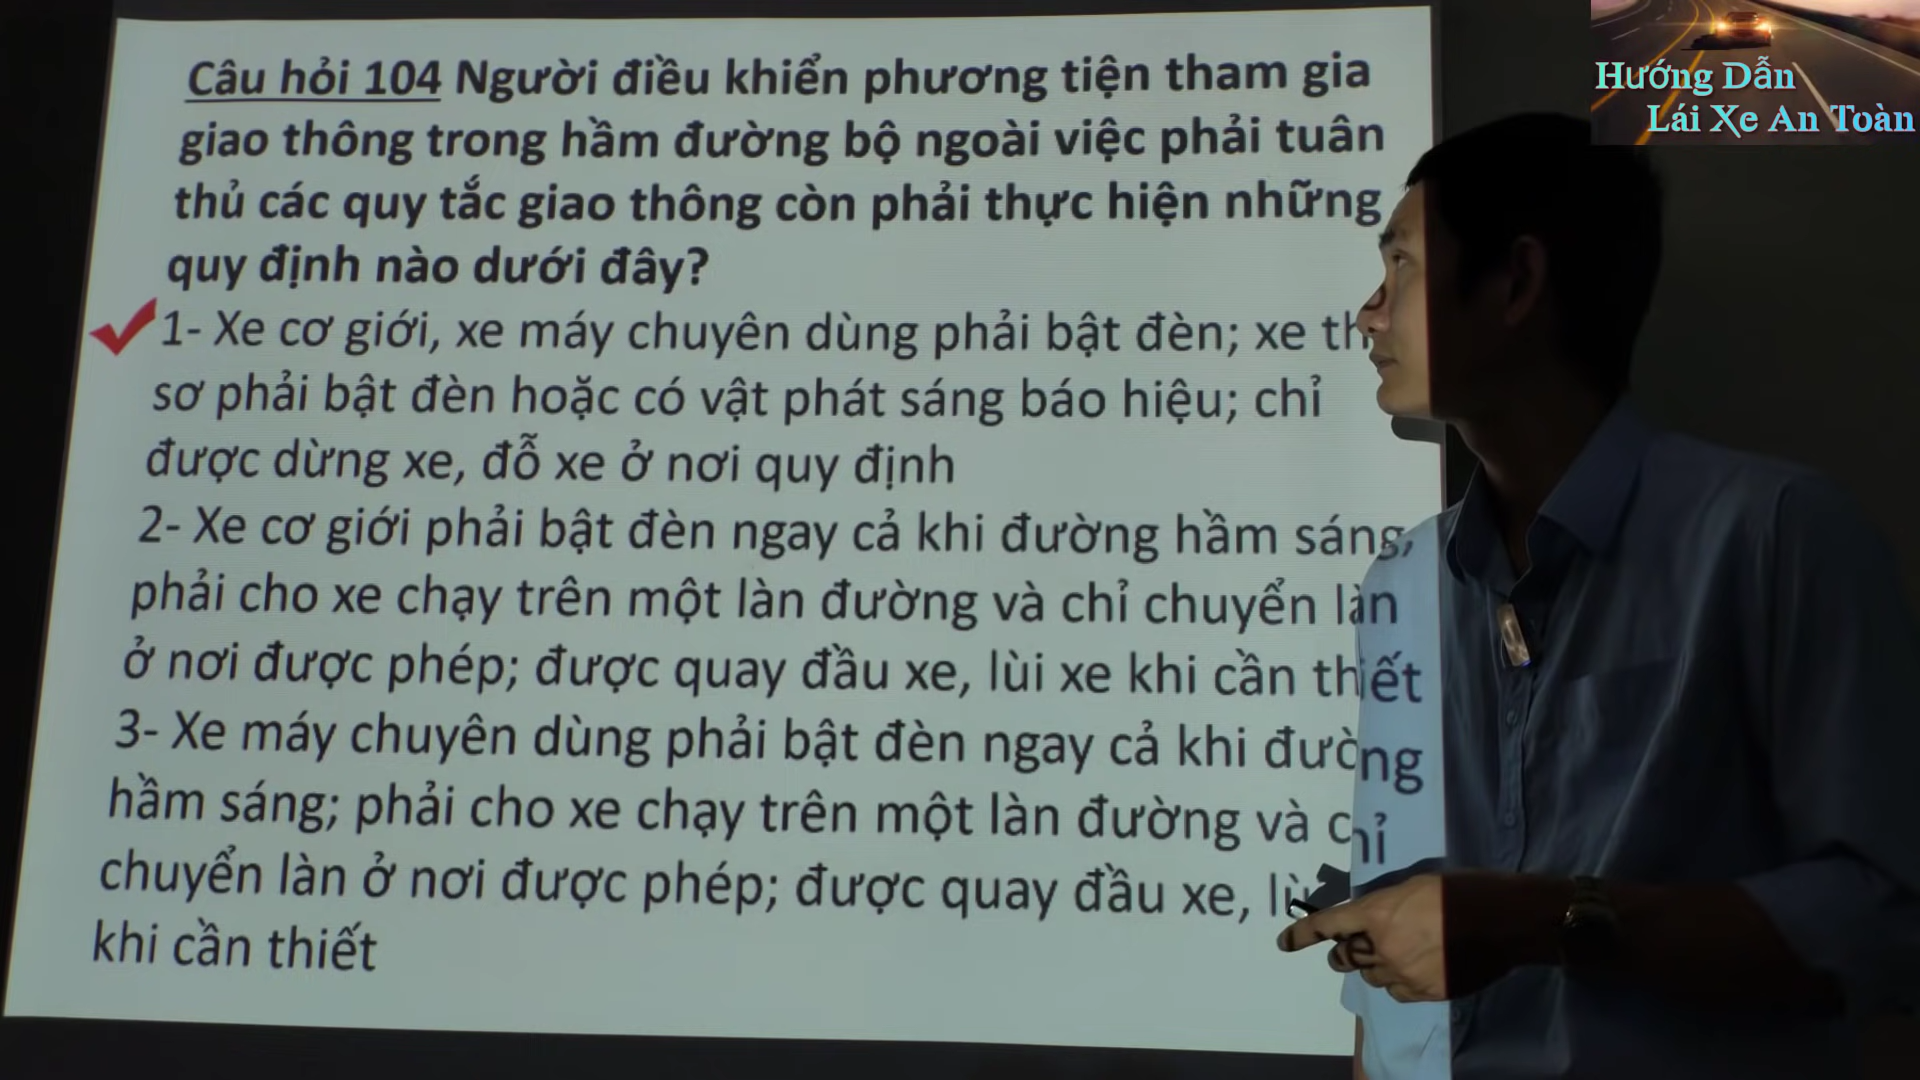 Câu hỏi 104 Người điều khiển phương tiện tham gia
giao thông trong hầm đường bộ ngoài việc phải tuân
thủ các quy tắc giao thông còn phải thực hiện những
quy định nào dưới đây?
1- Xe cơ giới, xe máy chuyên dùng phải bật đèn; xe
sơ phải bật đèn hoặc có vật phát sáng báo hiệu; chỉ
được dừng xe, đỗ xe ở nơi quy định
2- Xe cơ giới phải bật đèn ngay cả khi đường hầm sáng,
phải cho xe chạy trên một làn đường và chỉ chuyển làn
ở nơi được phép; được quay đầu xe, lùi xe khi cần thiết
3- Xe máy chuyên dùng phải bật đèn ngay cả khi đường
hầm sáng; phải cho xe chạy trên một làn đường và chỉ
chuyển làn ở nơi được phép; được quay đầu xe,
khi cần thiết
Hướng Dẫn
Lái Xe An Toàn